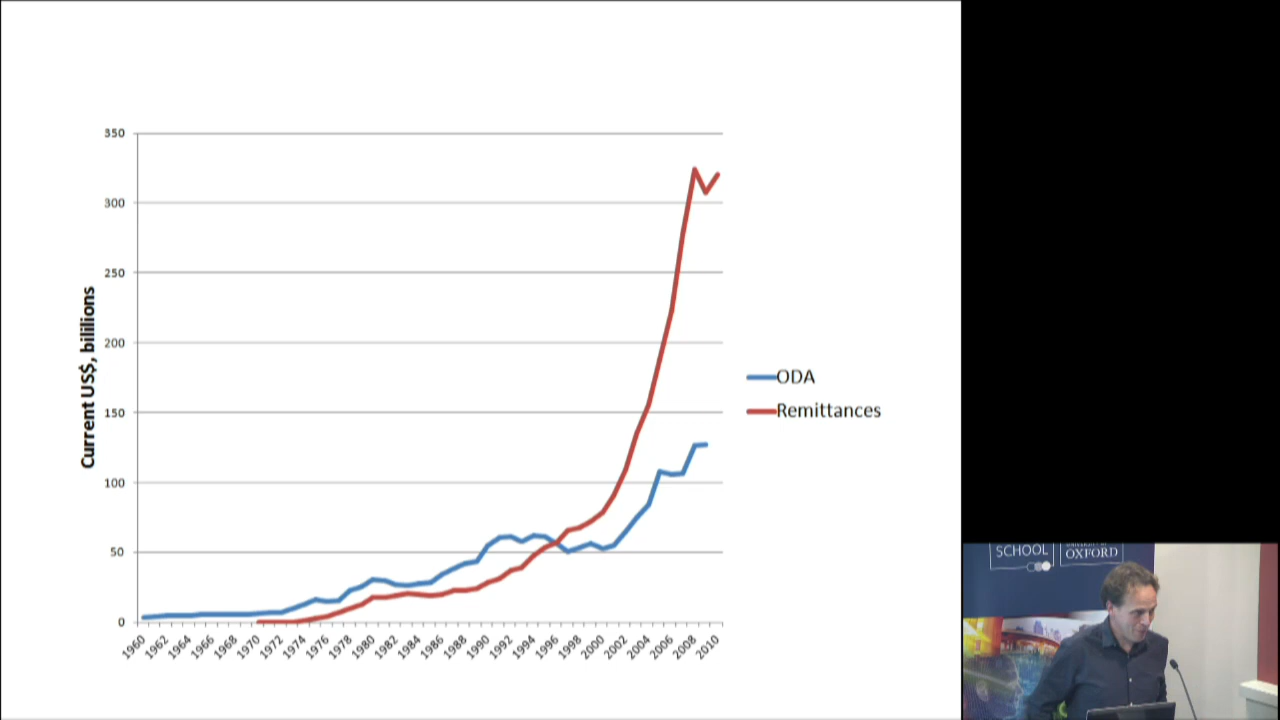 350
300
250
200
150
100
50
0
Current US$, bililions
1960 1962 1964 1966 1968 1970 1972 1974 1976 1978 1980 1982 1984 1986 1988 1990 1992 1994 1996 1998 2000 2002 2004 2006 2008 2010
ODA
Remittances
SCHOOL
OXFORD